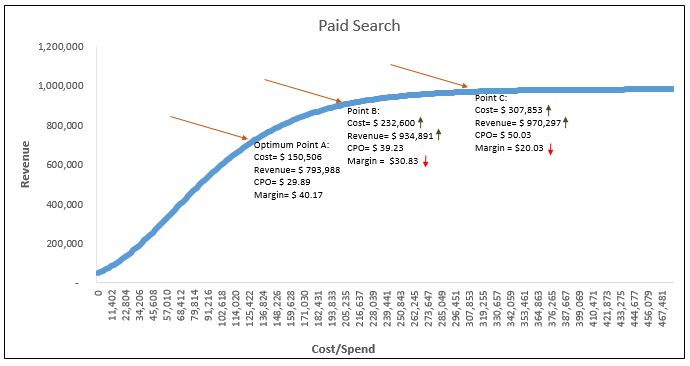 Paid Search
1,200,000
1,000,000
800,000
600,000
400,000
200,000
-
Revenue
Optimum Point A:
Cost= $ 150,506
Revenue= $ 793,988
CPO= $ 29.89
Margin= $ 40.17
Point B:
Cost= $ 232,600
Revenue= $ 934,891
CPO= $ 39.23
Margin = $30.83
Point C:
Cost= $ 307,853
Revenue= $ 970,297
CPO= $ 50.03
Margin = $20.03
0
11,402
22,804
34,206
45,608
57,010
68,412
79,814
91,216
102,618
114,020
125,422
136,824
148,226
159,628
171,030
182,431
193,833
205,235
216,637
228,039
239,441
250,843
262,245
273,647
285,049
296,451
307,853
319,255
330,657
342,059
353,461
364,863
376,265
387,667
399,069
410,471
421,873
433,275
444,677
456,079
467,481
Cost/Spend